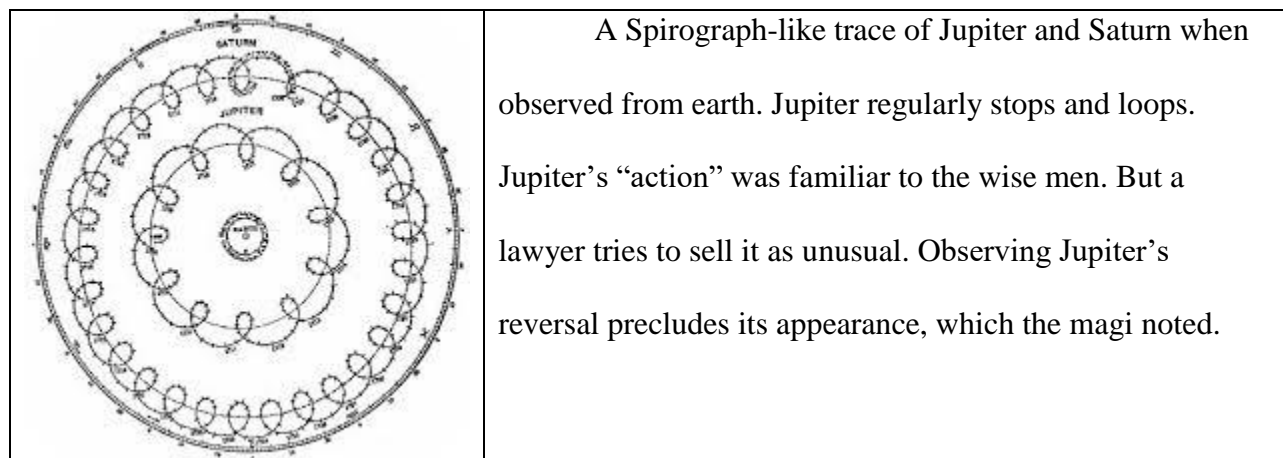 SATURN
JUPITER
A Spirograph-like trace of Jupiter and Saturn when
observed from earth. Jupiter regularly stops and loops.
Jupiter’s “action” was familiar to the wise men. But a
lawyer tries to sell it as unusual. Observing Jupiter’s
reversal precludes its appearance, which the magi noted.